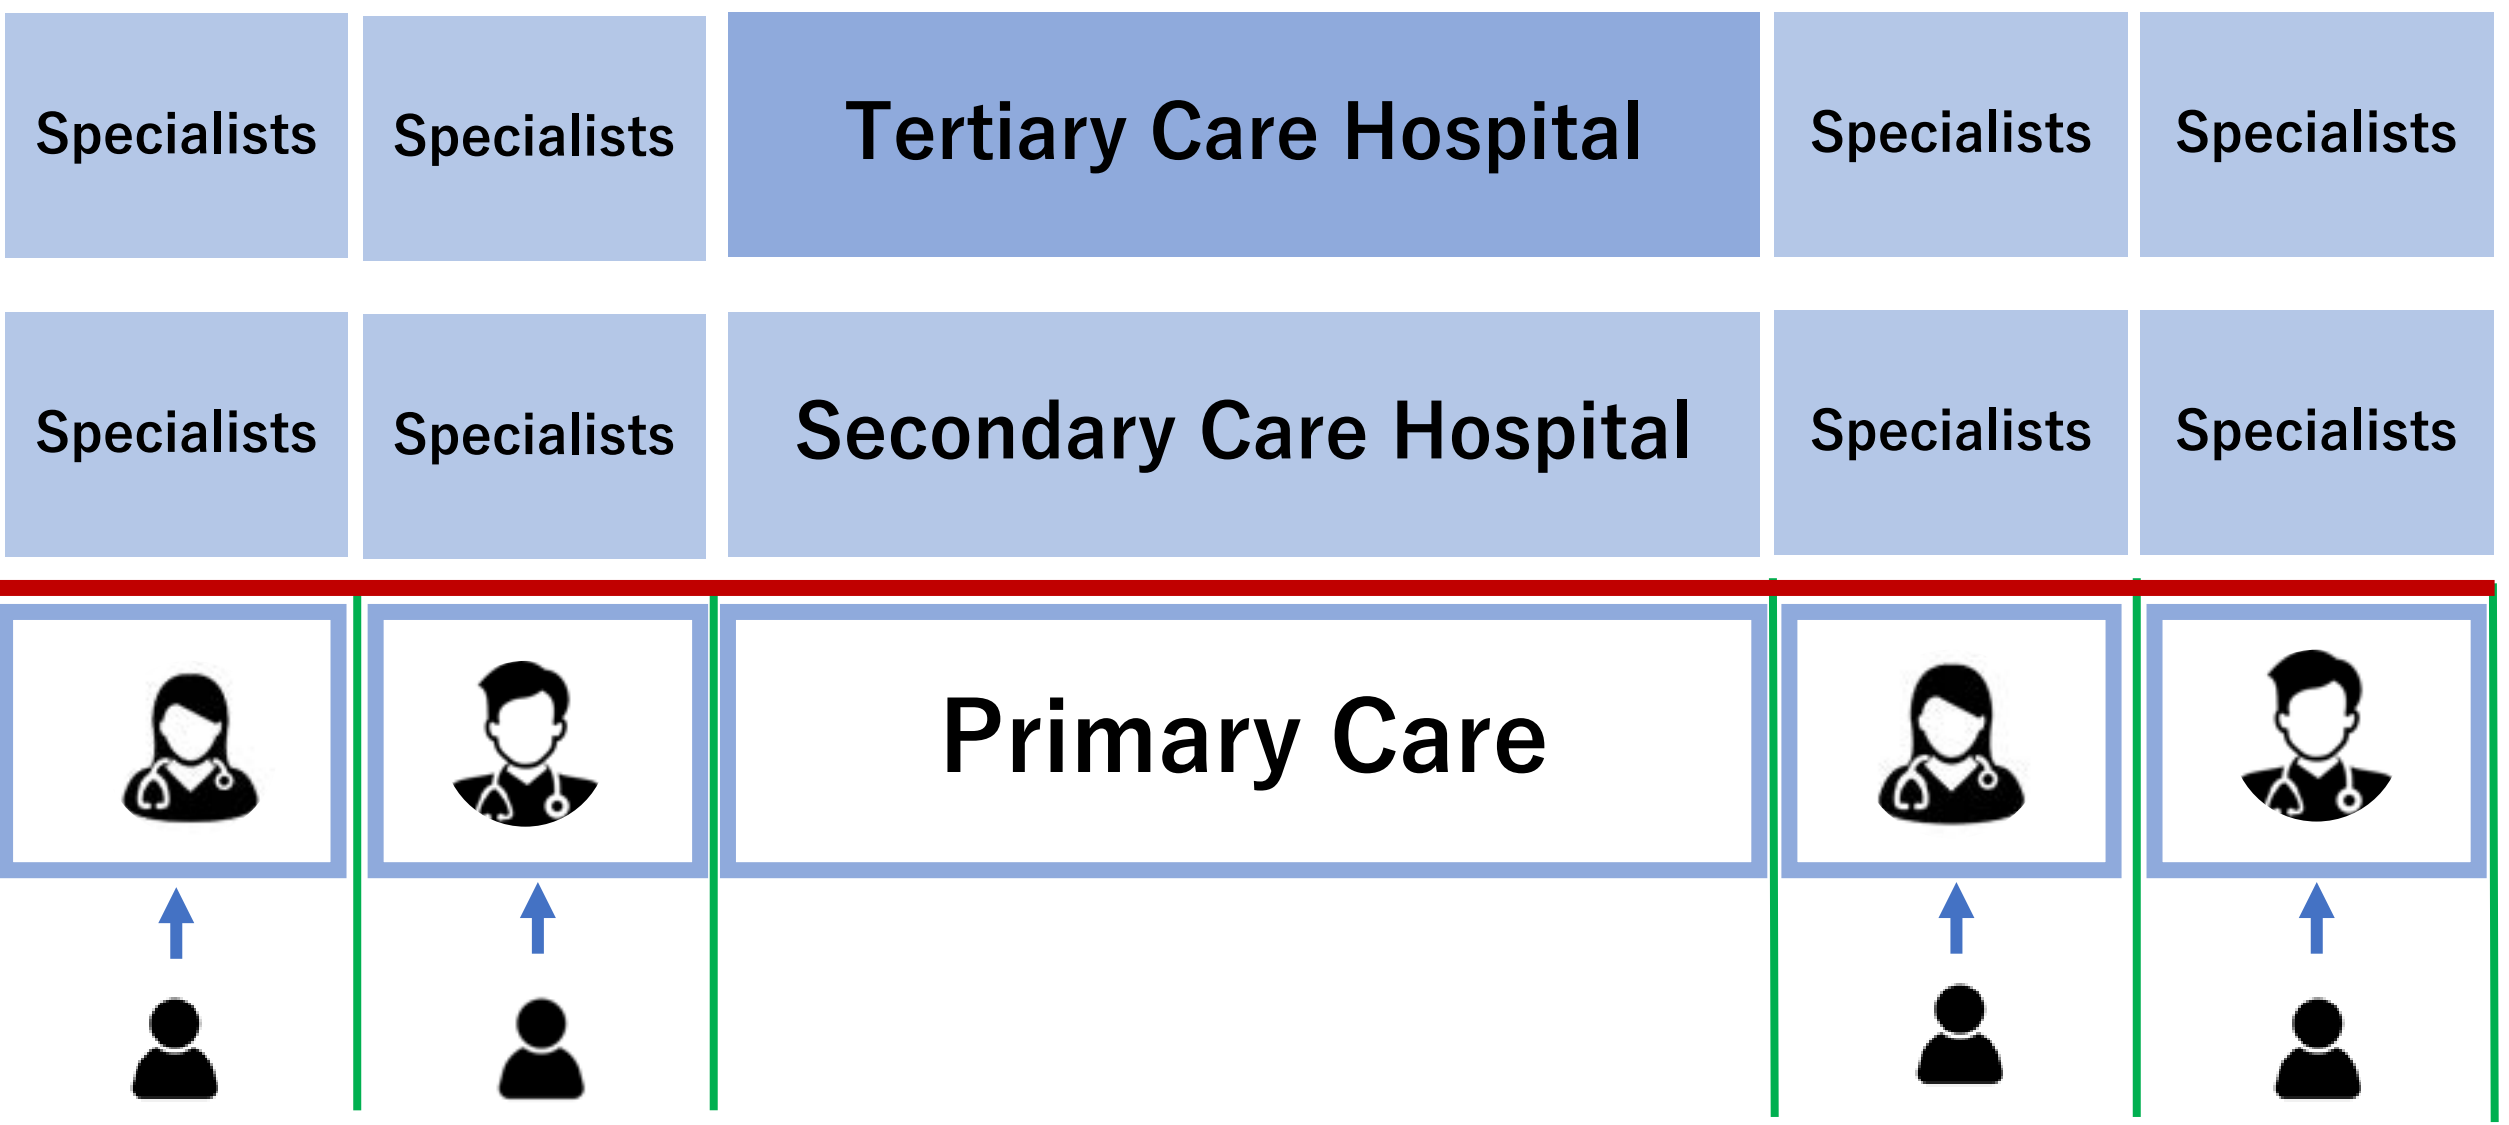 Specialists
Specialists
Tertiary Care Hospital
Specialists
Specialists
Specialists
Specialists
Secondary Care Hospital
Specialists
Specialists
Primary Care